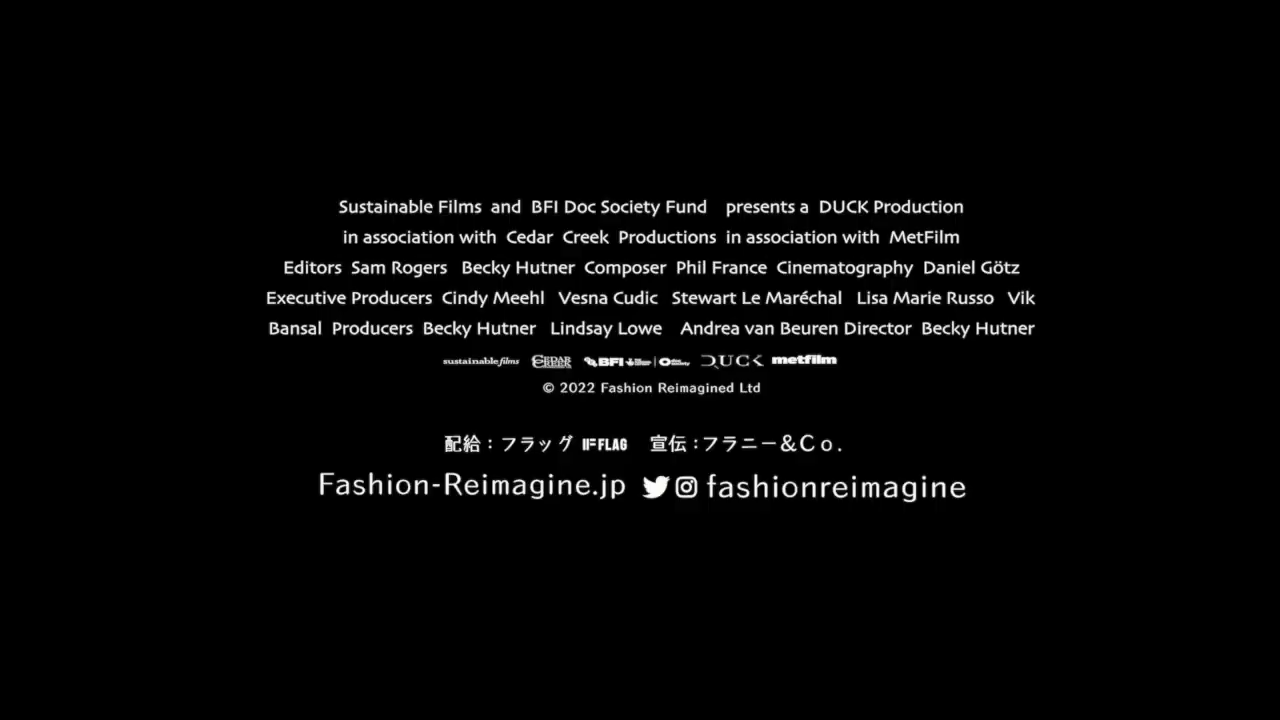 Sustainable Films and BFI Doc Society Fund presents a DUCK Production
in association with Cedar Creek Productions in association with MetFilm
Editors Sam Rogers Becky Hutner Composer Phil France Cinematography Daniel Götz
Executive Producers Cindy Meehl Vesna Cudic Stewart Le Maréchal Lisa Marie Russo Vik
Bansal Producers Becky Hutner Lindsay Lowe Andrea van Beuren Director Becky Hutner
sustainable films CEDAR CREEK BFI DUCK metfilm
© 2022 Fashion Reimagined Ltd
配給：フラッグ FLAG 宣伝：フラニー&Co.
Fashion-Reimagine.jp fashionreimagine